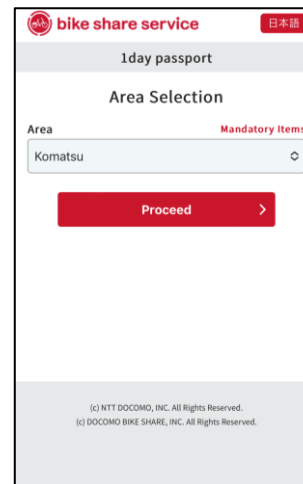 bike share service
日本語
1day passport
Area Selection
Area Mandatory Items
Komatsu
Proceed
(c) NTT DOCOMO, INC. All Rights Reserved.
(c) DOCOMO BIKE SHARE, INC. All Rights Reserved.